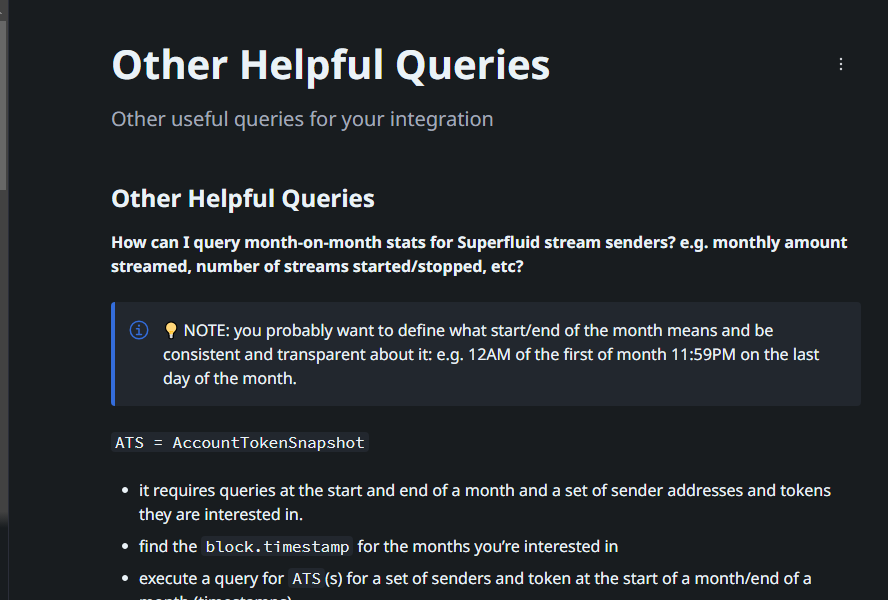 Other Helpful Queries
Other useful queries for your integration
Other Helpful Queries
How can I query month-on-month stats for Superfluid stream senders? e.g. monthly amount
streamed, number of streams started/stopped, etc?
💡 NOTE: you probably want to define what start/end of the month means and be
consistent and transparent about it: e.g. 12AM of the first of month 11:59PM on the last
day of the month.
ATS = AccountTokenSnapshot
• it requires queries at the start and end of a month and a set of sender addresses and tokens
they are interested in.
• find the block.timestamp for the months you’re interested in
• execute a query for ATS(s) for a set of senders and token at the start of a month/end of a
month (timestamps)